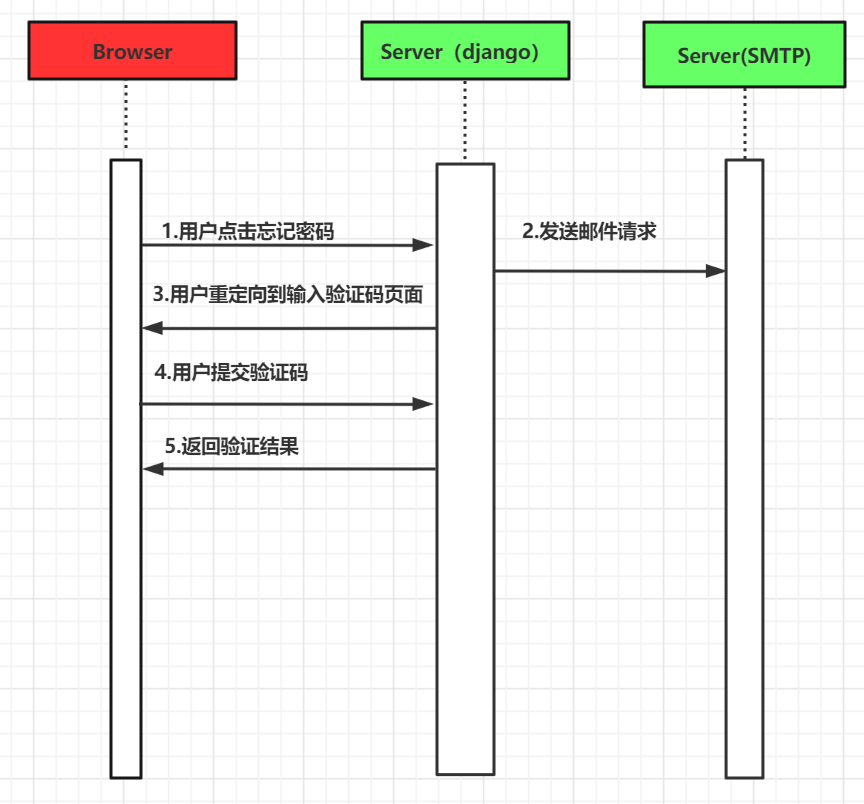 Browser
Server（django）
Server(SMTP)
1.用户点击忘记密码
2.发送邮件请求
3.用户重定向到输入验证码页面
4.用户提交验证码
5.返回验证结果